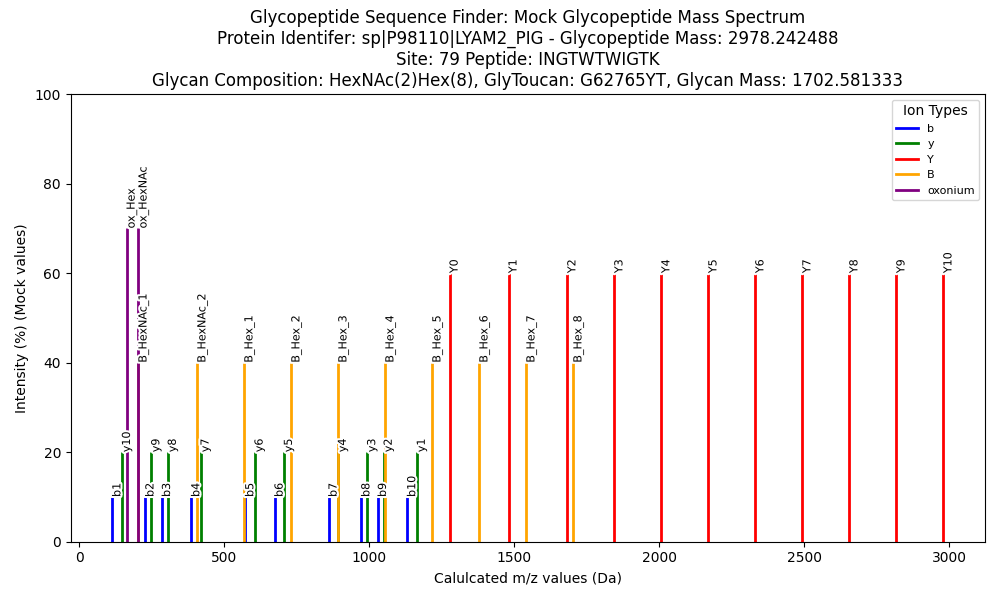 Glycopeptide Sequence Finder: Mock Glycopeptide Mass Spectrum
Protein Identifer: sp|P98110|LYAM2_PIG - Glycopeptide Mass: 2978.242488
Site: 79 Peptide: INGTWTWIGTK
Glycan Composition: HexNAc(2)Hex(8), GlyToucan: G62765YT, Glycan Mass: 1702.581333
100
80
60
40
20
0
Intensity (%) (Mock values)
Ion Types
b
y
Y
B
oxonium
ox_Hex
ox_HexNAc
B_HexNAc_1
B_HexNAc_2
B_Hex_1
B_Hex_2
B_Hex_3
B_Hex_4
B_Hex_5
B_Hex_6
B_Hex_7
B_Hex_8
Y0
Y1
Y2
Y3
Y4
Y5
Y6
Y7
Y8
Y9
Y10
y10
y9
y8
y7
y6
y5
y4
y3
y2
y1
b1
b2
b3
b4
b5
b6
b7
b8
b9
b10
0
500
1000
1500
2000
2500
3000
Calulcated m/z values (Da)